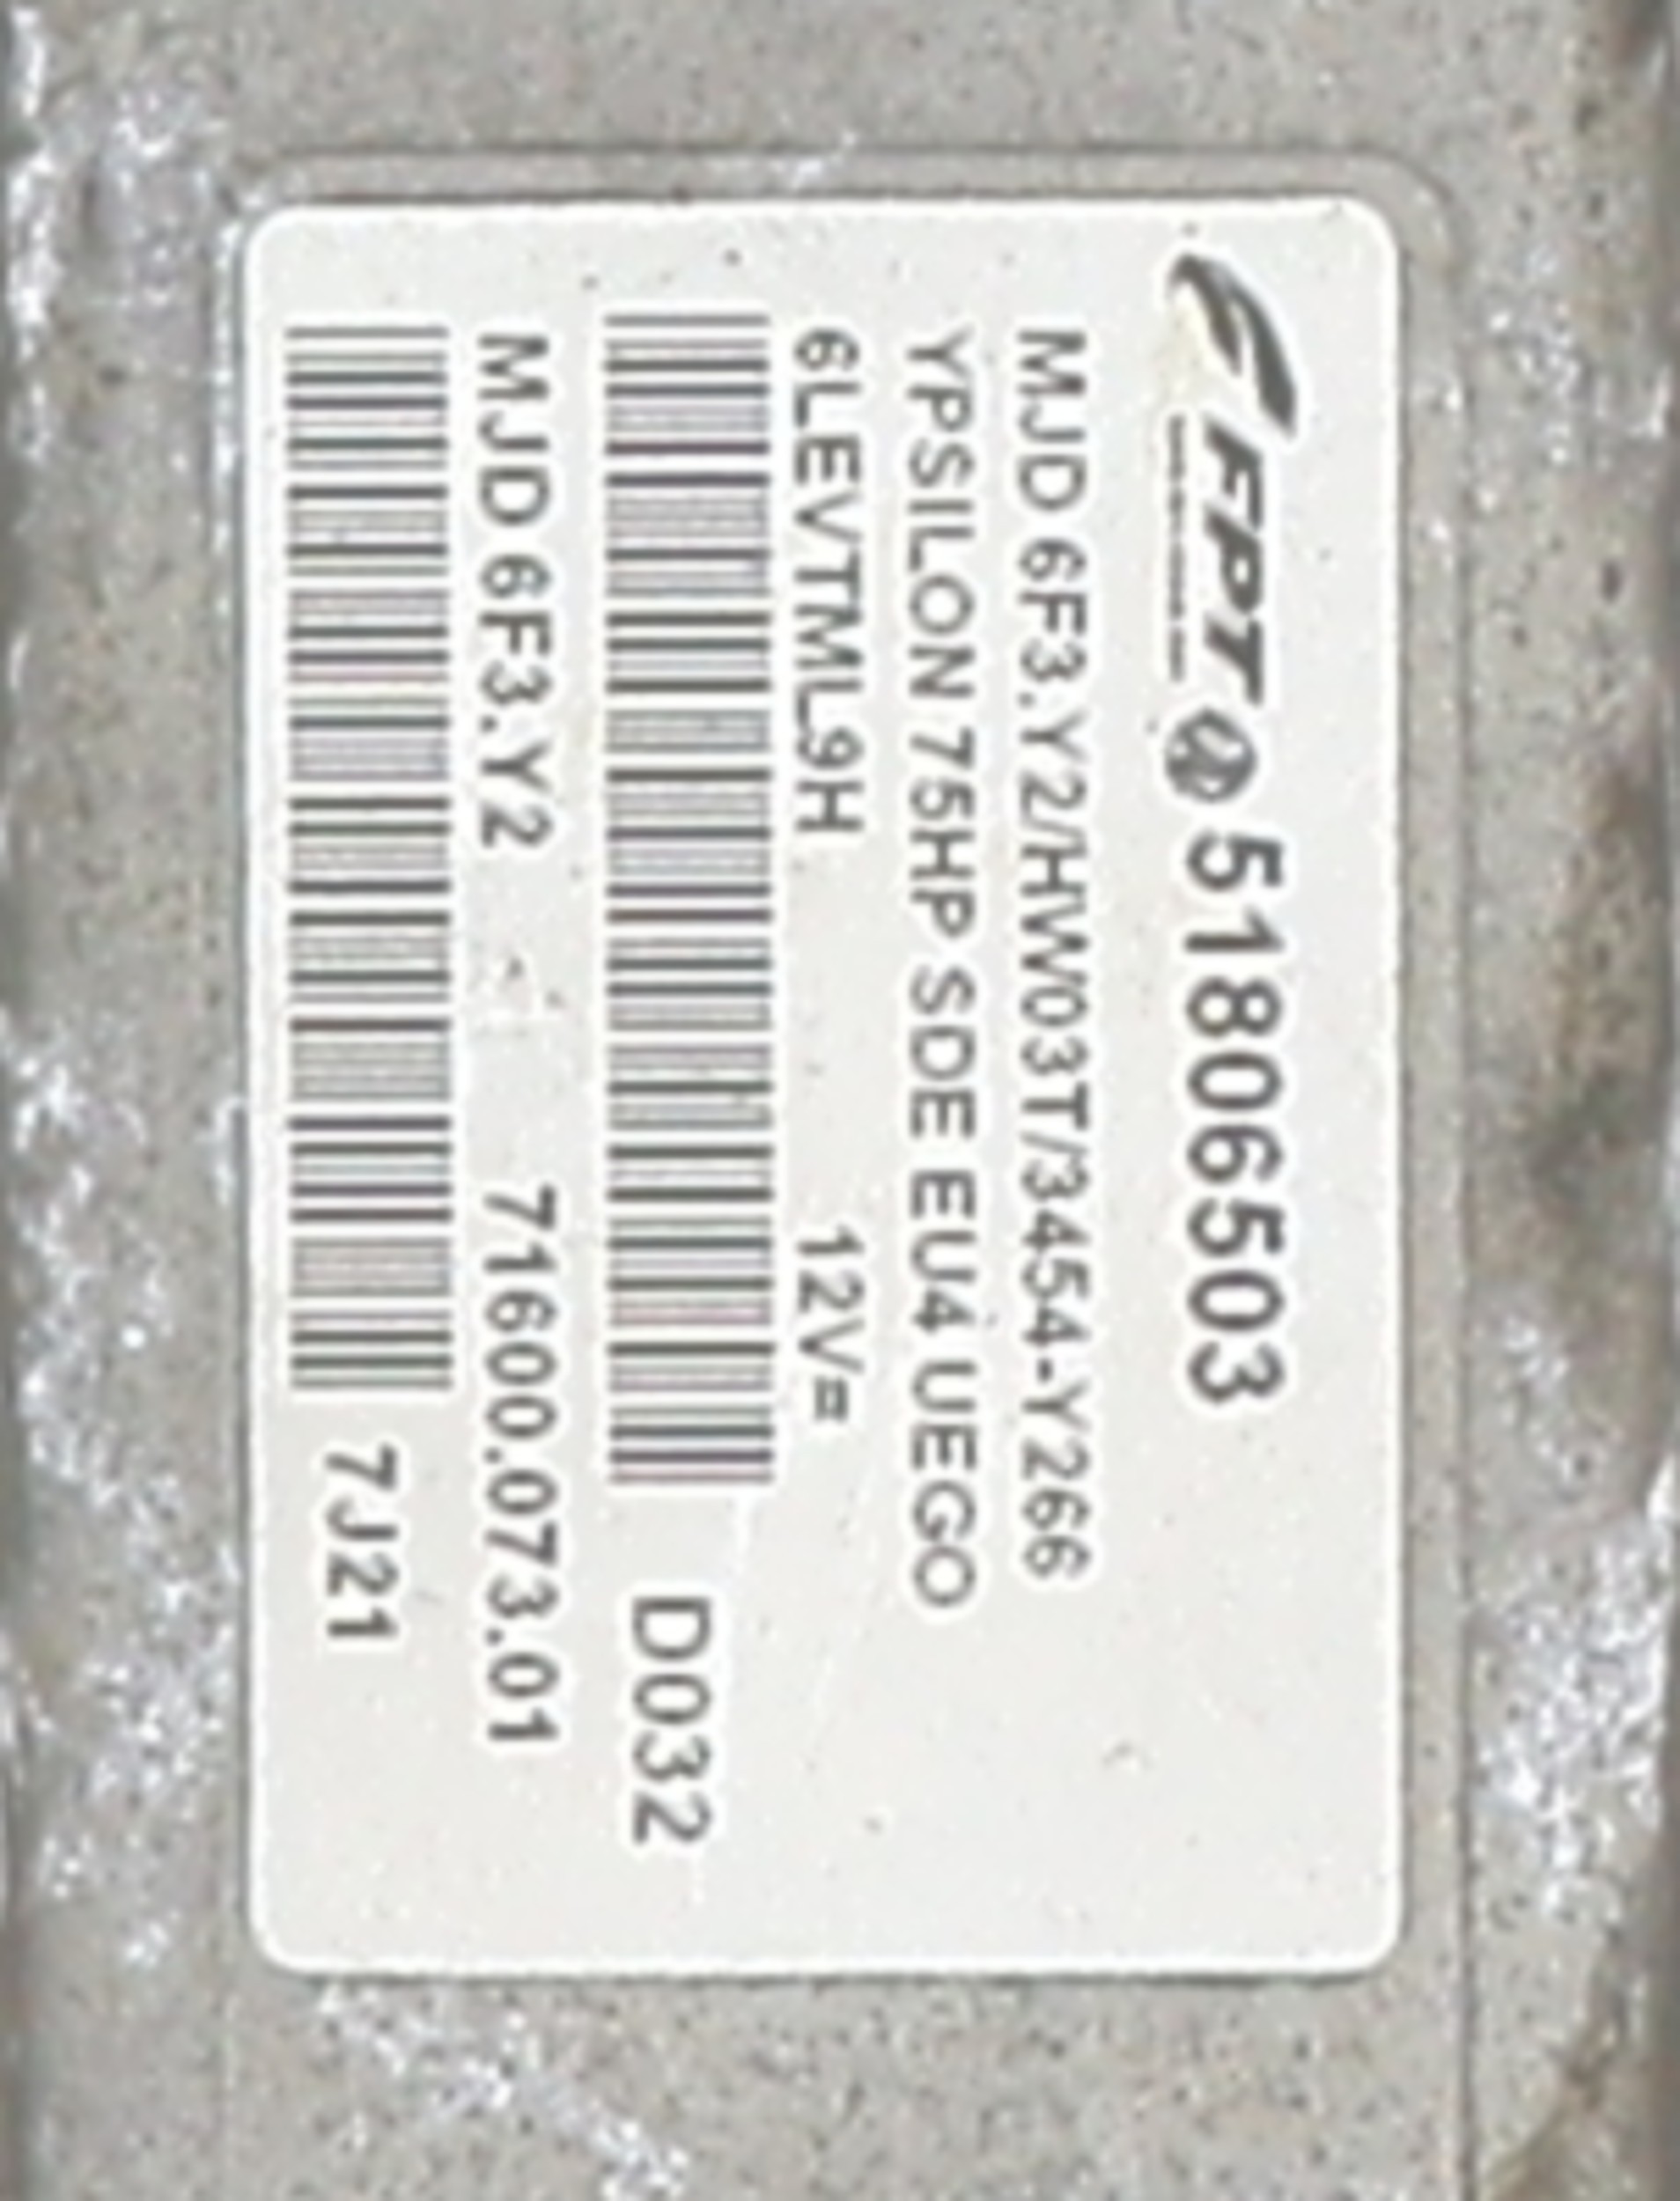 FPT 51806503
MJD 6F3.Y2/HW03T/3454-Y266
YPSILON 75HP SDE EU4 UEGO
6LEVTML9H 12V=
D032
MJD 6F3.Y2 71600.073.01
7J21